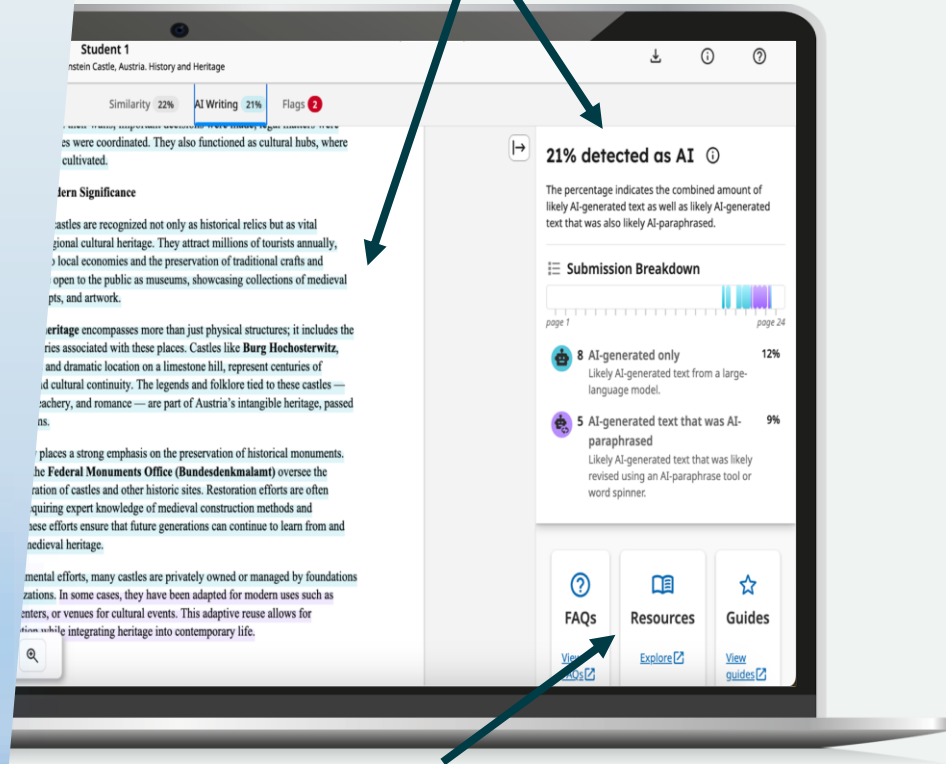 Student 1
Castle, Austria. History and Heritage
Similarity 22% AI Writing 21% Flags 2
their walls, important decisions were made, legal matters were
es were coordinated. They also functioned as cultural hubs, where
cultivated.
dern Significance
castles are recognized not only as historical relics but as vital
gional cultural heritage. They attract millions of tourists annually,
o local economies and the preservation of traditional crafts and
open to the public as museums, showcasing collections of medieval
pts, and artwork.
eritage encompasses more than just physical structures; it includes the
ries associated with these places. Castles like Burg Hochosterwitz,
and dramatic location on a limestone hill, represent centuries of
d cultural continuity. The legends and folklore tied to these castles —
eachery, and romance — are part of Austria's intangible heritage, passed
ns.
places a strong emphasis on the preservation of historical monuments.
he Federal Monuments Office (Bundesdenkmalamt) oversee the
ration of castles and other historic sites. Restoration efforts are often
quiring expert knowledge of medieval construction methods and
hese efforts ensure that future generations can continue to learn from and
medieval heritage.
mental efforts, many castles are privately owned or managed by foundations
zations. In some cases, they have been adapted for modern uses such as
enters, or venues for cultural events. This adaptive reuse allows for
tion while integrating heritage into contemporary life.
21% detected as AI
The percentage indicates the combined amount of
likely AI-generated text as well as likely AI-generated
text that was also likely AI-paraphrased.
Submission Breakdown
page 1 page 24
8 AI-generated only 12%
Likely AI-generated text from a large-
language model.
5 AI-generated text that was AI- 9%
paraphrased
Likely AI-generated text that was likely
revised using an AI-paraphrase tool or
word spinner.
FAQs Resources Guides
View Explore View
FAQs guides